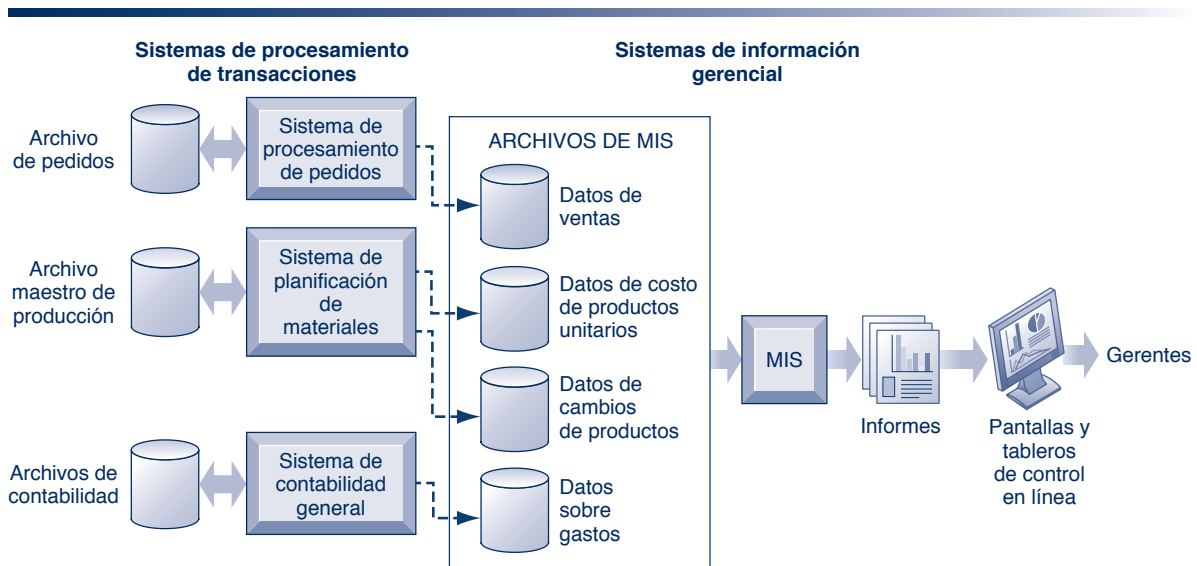 Sistemas de procesamiento
de transacciones
Sistemas de información
gerencial
Archivo
de pedidos
Sistema de
procesamiento
de pedidos
Archivo
maestro de
producción
Sistema de
planificación
de
materiales
Archivos de
contabilidad
Sistema de
contabilidad
general
ARCHIVOS DE MIS
Datos de
ventas
Datos de costo
de productos
unitarios
Datos de
cambios
de productos
Datos
sobre
gastos
MIS
Informes
Pantallas y
tableros
de control
en línea
Gerentes